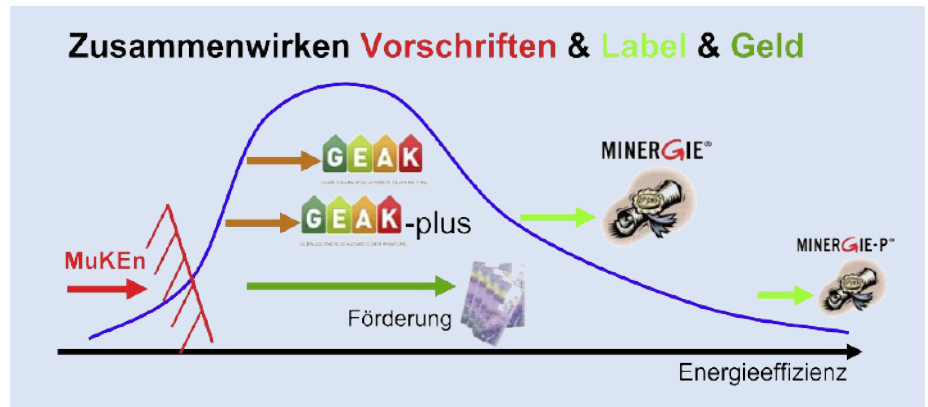 Zusammenwirken Vorschriften & Label & Geld
GEAK
MINERGIE®
GEAK-plus
MuKEn
MINERGIE-P®
Förderung
Energieeffizienz